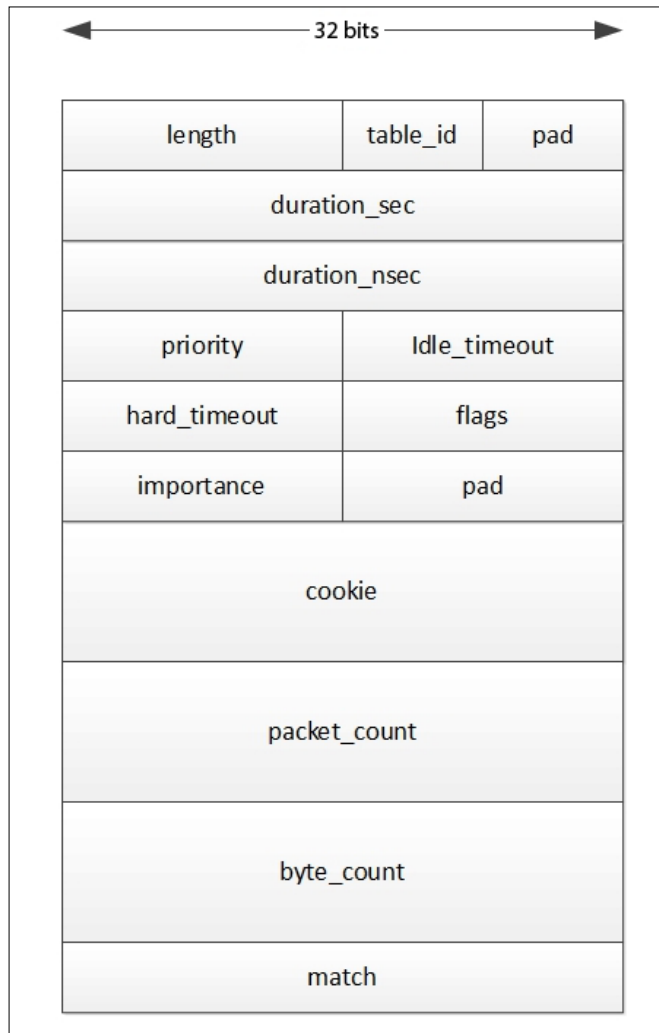 32 bits
length table_id pad
duration_sec
duration_nsec
priority Idle_timeout
hard_timeout flags
importance pad
cookie
packet_count
byte_count
match